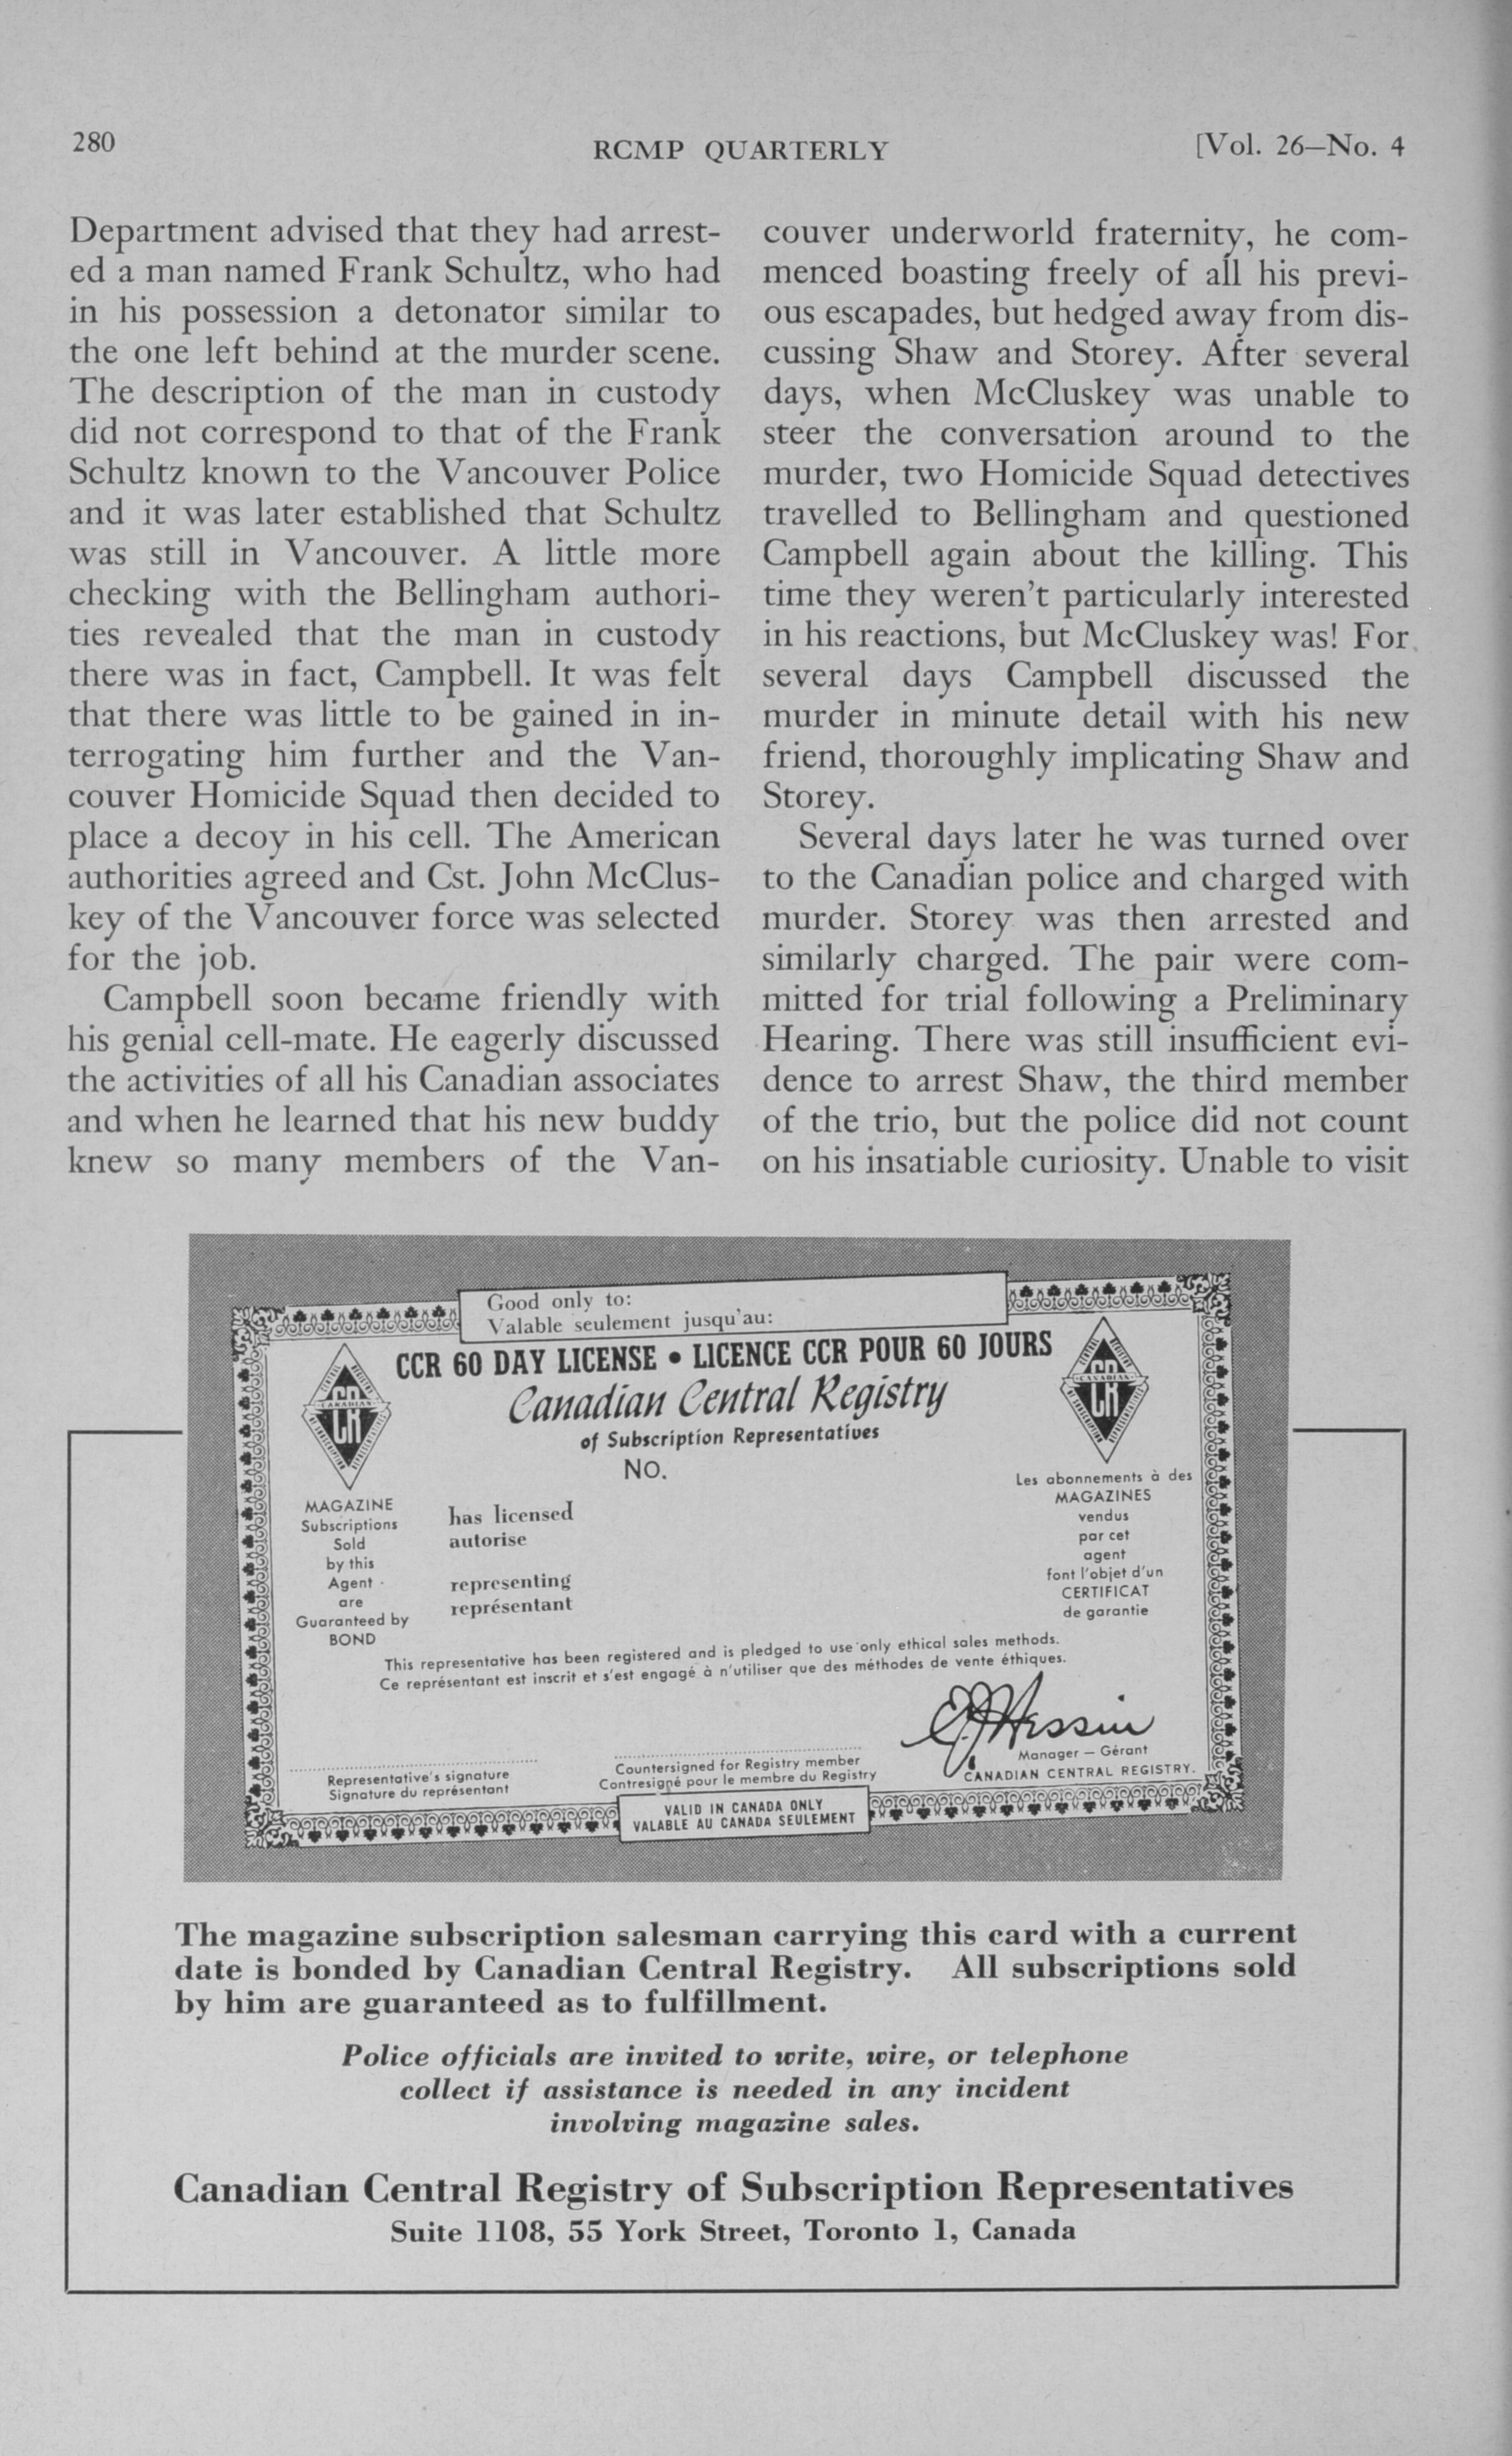 280
RCMP QUARTERLY
[Vol. 26—No. 4
Department advised that they had arrest-
ed a man named Frank Schultz, who had
in his possession a detonator similar to
the one left behind at the murder scene.
The description of the man in custody
did not correspond to that of the Frank
Schultz known to the Vancouver Police
and it was later established that Schultz
was still in Vancouver. A little more
checking with the Bellingham authori-
ties revealed that the man in custody
there was in fact, Campbell. It was felt
that there was little to be gained in in-
terrogating him further and the Van-
couver Homicide Squad then decided to
place a decoy in his cell. The American
authorities agreed and Cst. John McClus-
key of the Vancouver force was selected
for the job.
Campbell soon became friendly with
his genial cell-mate. He eagerly discussed
the activities of all his Canadian associates
and when he learned that his new buddy
knew so many members of the Van-
couver underworld fraternity, he com-
menced boasting freely of all his previ-
ous escapades, but hedged away from dis-
cussing Shaw and Storey. After several
days, when McCluskey was unable to
steer the conversation around to the
murder, two Homicide Squad detectives
travelled to Bellingham and questioned
Campbell again about the killing. This
time they weren't particularly interested
in his reactions, but McCluskey was! For
several days Campbell discussed the
murder in minute detail with his new
friend, thoroughly implicating Shaw and
Storey.
Several days later he was turned over
to the Canadian police and charged with
murder. Storey was then arrested and
similarly charged. The pair were com-
mitted for trial following a Preliminary
Hearing. There was still insufficient evi-
dence to arrest Shaw, the third member
of the trio, but the police did not count
on his insatiable curiosity. Unable to visit
Good only to:
Valable seulement jusqu'au:
CCR 60 DAY LICENSE • LICENCE CCR POUR 60 JOURS
Canadian Central Registry
of Subscription Representatives
NO.
CANADIAN
CANADIAN
MAGAZINE
Subscriptions
Sold
by this
Agent
are
Guaranteed by
BOND
has licensed
autorise
representing
représentant
Les abonnements à des
MAGAZINES
vendus
par cet
agent
font l'objet d'un
CERTIFICAT
de garantie
This representative has been registered and is pledged to use only ethical sales methods.
Ce représentant est inscrit et s'est engagé à n'utiliser que des méthodes de vente éthiques.
Representative's signature
Signature du représentant
Countersigned for Registry member
Contresigné pour le membre du Registry
E.J. Hessin
Manager — Gérant
CANADIAN CENTRAL REGISTRY.
VALID IN CANADA ONLY
VALABLE AU CANADA SEULEMENT
The magazine subscription salesman carrying this card with a current
date is bonded by Canadian Central Registry. All subscriptions sold
by him are guaranteed as to fulfillment.
Police officials are invited to write, wire, or telephone
collect if assistance is needed in any incident
involving magazine sales.
Canadian Central Registry of Subscription Representatives
Suite 1108, 55 York Street, Toronto 1, Canada